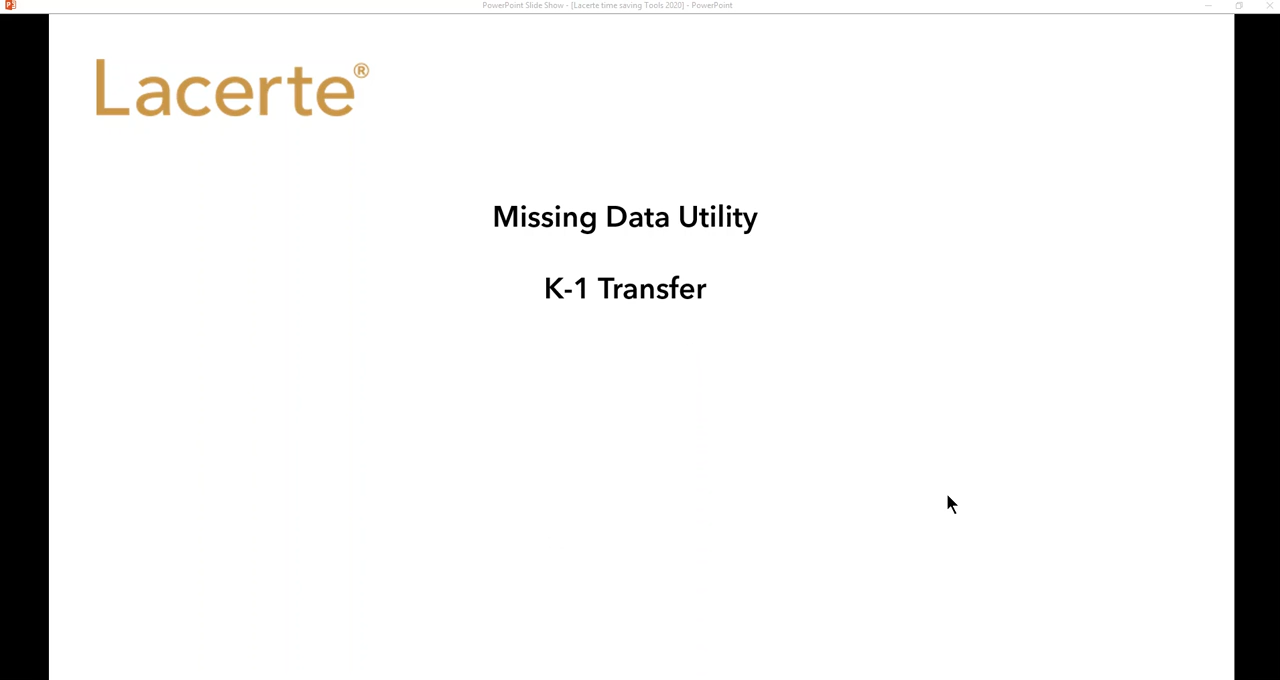 PowerPoint Slide Show - [Lacerte time saving Tools 2020] - PowerPoint
Lacerte®
Missing Data Utility
K-1 Transfer